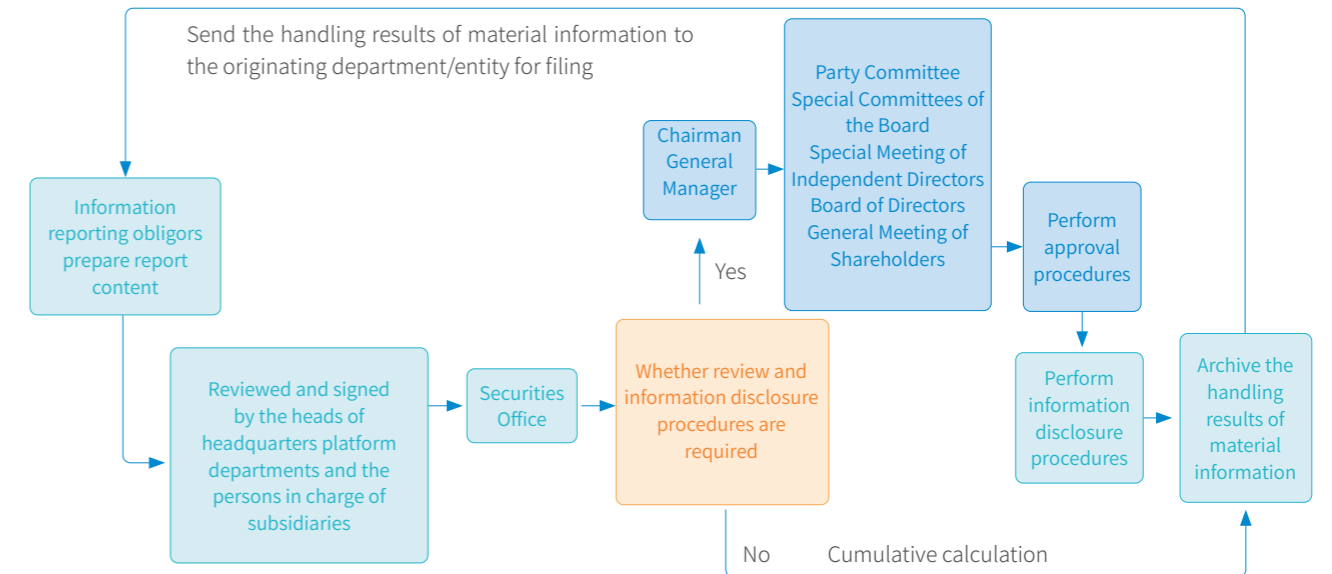 Send the handling results of material information to
the originating department/entity for filing
Information
reporting obligors
prepare report
content
Reviewed and signed
by the heads of
headquarters platform
departments and the
persons in charge of
subsidiaries
Securities
Office
Whether review and
information disclosure
procedures are
required
Yes
Chairman
General
Manager
Party Committee
Special Committees of
the Board
Special Meeting of
Independent Directors
Board of Directors
General Meeting of
Shareholders
Perform
approval
procedures
Perform
information
disclosure
procedures
Archive the
handling
results of
material
information
No
Cumulative calculation